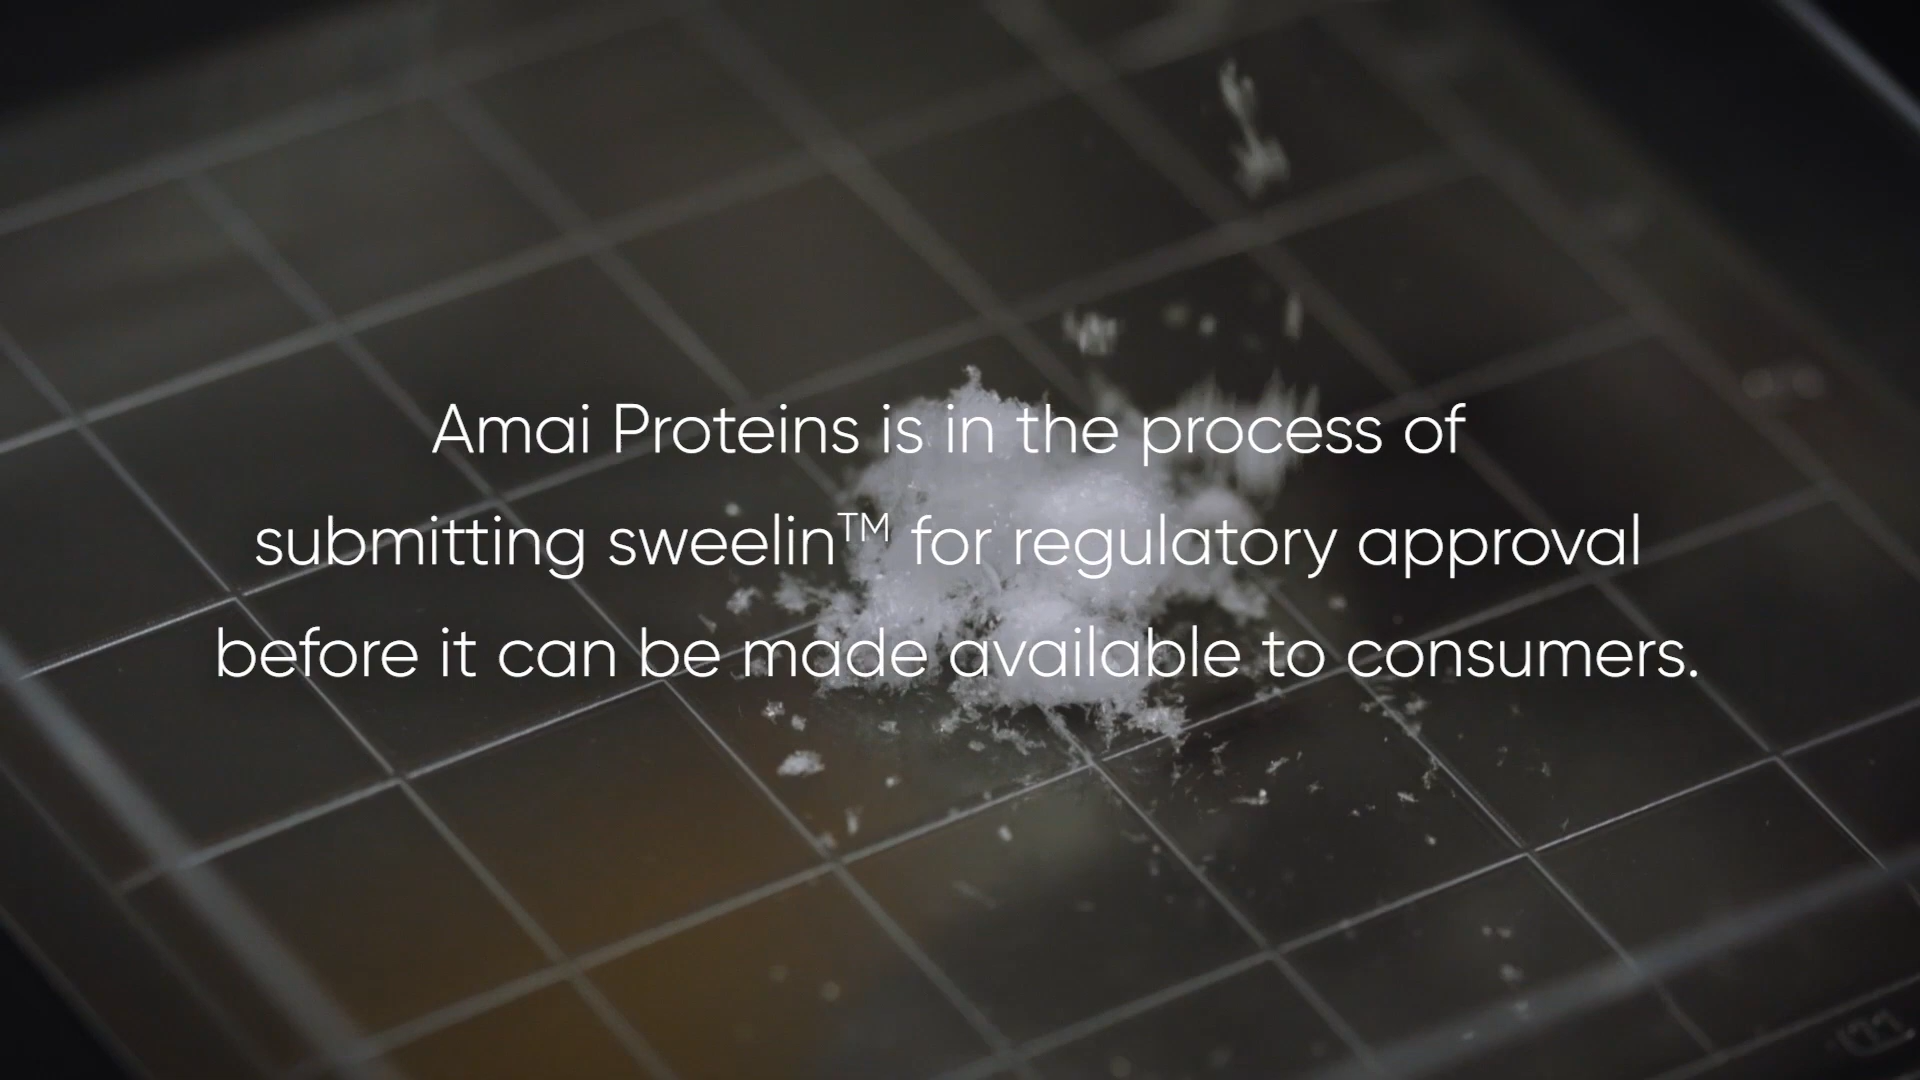 Amai Proteins is in the process of
submitting sweelin™ for regulatory approval
before it can be made available to consumers.